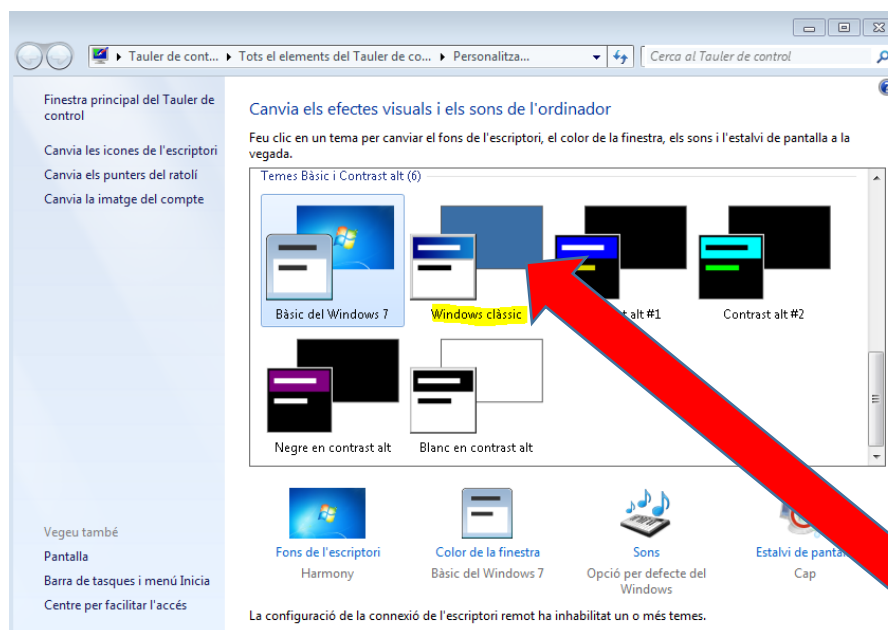 Tauler de cont... Tots el elements del Tauler de co... Personalitza... Cerca al Tauler de control
Finestra principal del Tauler de
control
Canvia les icones de l'escriptori
Canvia els punters del ratolí
Canvia la imatge del compte
Canvia els efectes visuals i els sons de l'ordinador
Feu clic en un tema per canviar el fons de l'escriptori, el color de la finestra, els sons i l'estalvi de pantalla a la
vegada.
Temes Bàsic i Contrast alt (6)
Bàsic del Windows 7 Windows clàssic alt #1 Contrast alt #2
Negre en contrast alt Blanc en contrast alt
Fons de l'escriptori Color de la finestra Sons Estalvi de
Harmony Bàsic del Windows 7 Opció per defecte del Cap
Windows
Vegeu també
Pantalla
Barra de tasques i menú Inicia
Centre per facilitar l'accés
La configuració de la connexió de l'escriptori remot ha inhabilitat un o més temes.